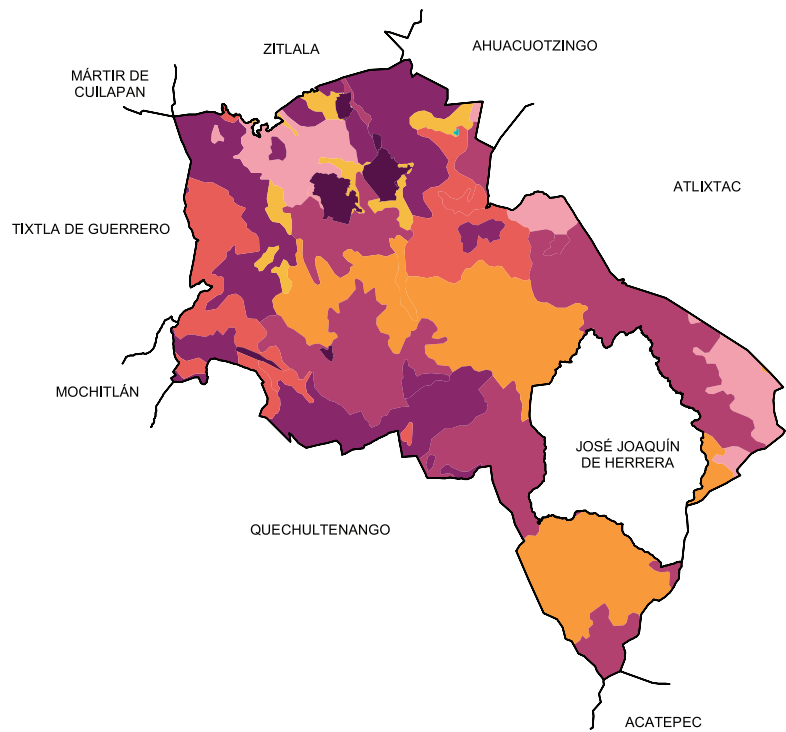 ZITLALA
AHUACUOTZINGO
MÁRTIR DE
CUILAPAN
ATLIXTAC
TIXTLA DE GUERRERO
MOCHITLÁN
JOSÉ JOAQUÍN
DE HERRERA
QUECHULTENANGO
ACATEPEC